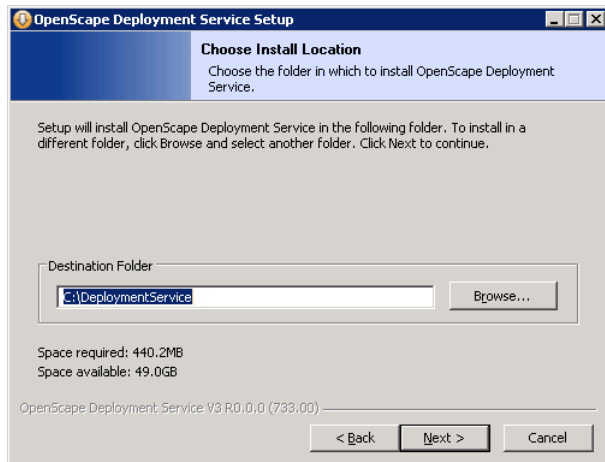 OpenScape Deployment Service Setup
Choose Install Location
Choose the folder in which to install OpenScape Deployment
Service.
Setup will install OpenScape Deployment Service in the following folder. To install in a
different folder, click Browse and select another folder. Click Next to continue.
Destination Folder
C:\DeploymentService
Browse...
Space required: 440.2MB
Space available: 49.0GB
OpenScape Deployment Service V3 R0.0.0 (733.00)
< Back
Next >
Cancel